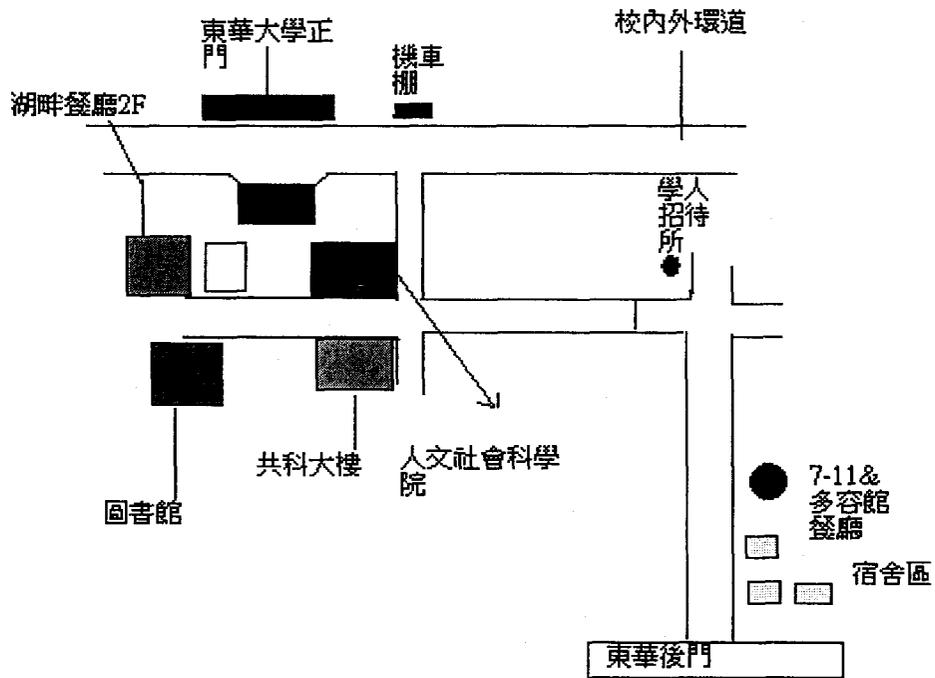 東華大學正
門
機車
棚
校內外環道
湖畔餐廳2F
學人
招待
所
共科大樓
人文社會科學
院
圖書館
7-11&
多容館
餐廳
宿舍區
東華後門